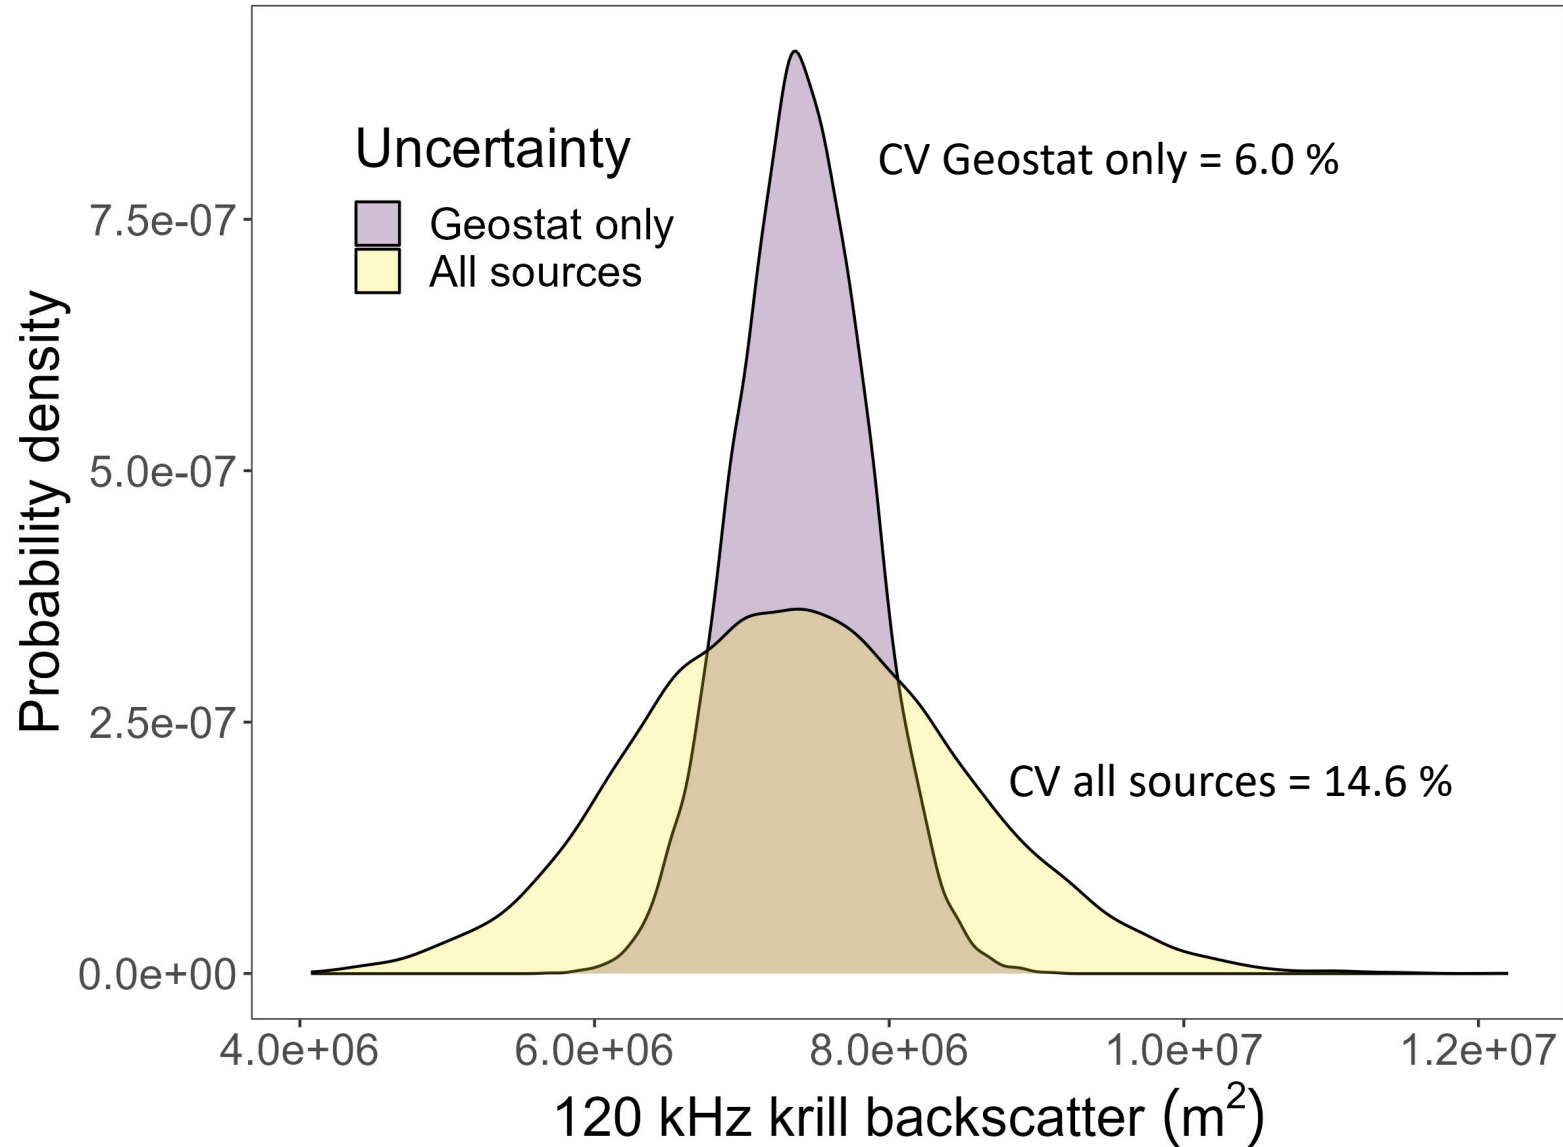 Uncertainty
Geostat only
All sources
CV Geostat only = 6.0 %
CV all sources = 14.6 %
Probability density
7.5e-07
5.0e-07
2.5e-07
0.0e+00
4.0e+06 6.0e+06 8.0e+06 1.0e+07 1.2e+07
120 kHz krill backscatter (m²)